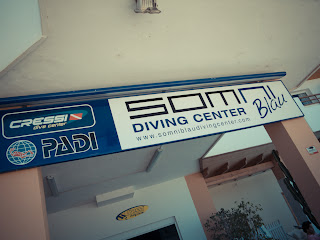 CRESSI
dive center
PADI
SOMNI
Blau
DIVING CENTER
www.somniblaudivingcenter.com